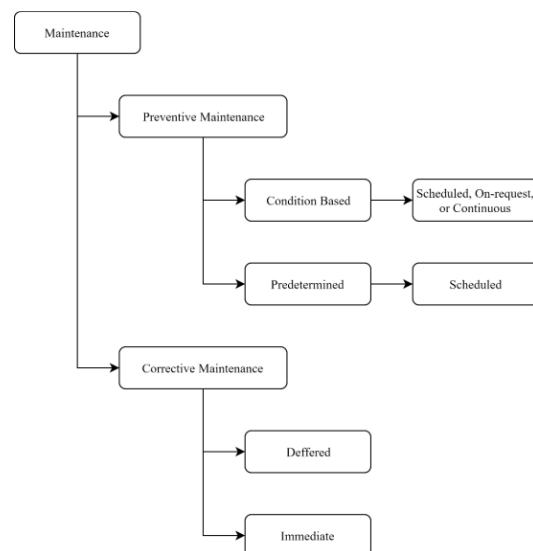 Maintenance
Preventive Maintenance
Condition Based
Scheduled, On-request,
or Continuous
Predetermined
Scheduled
Corrective Maintenance
Deffered
Immediate